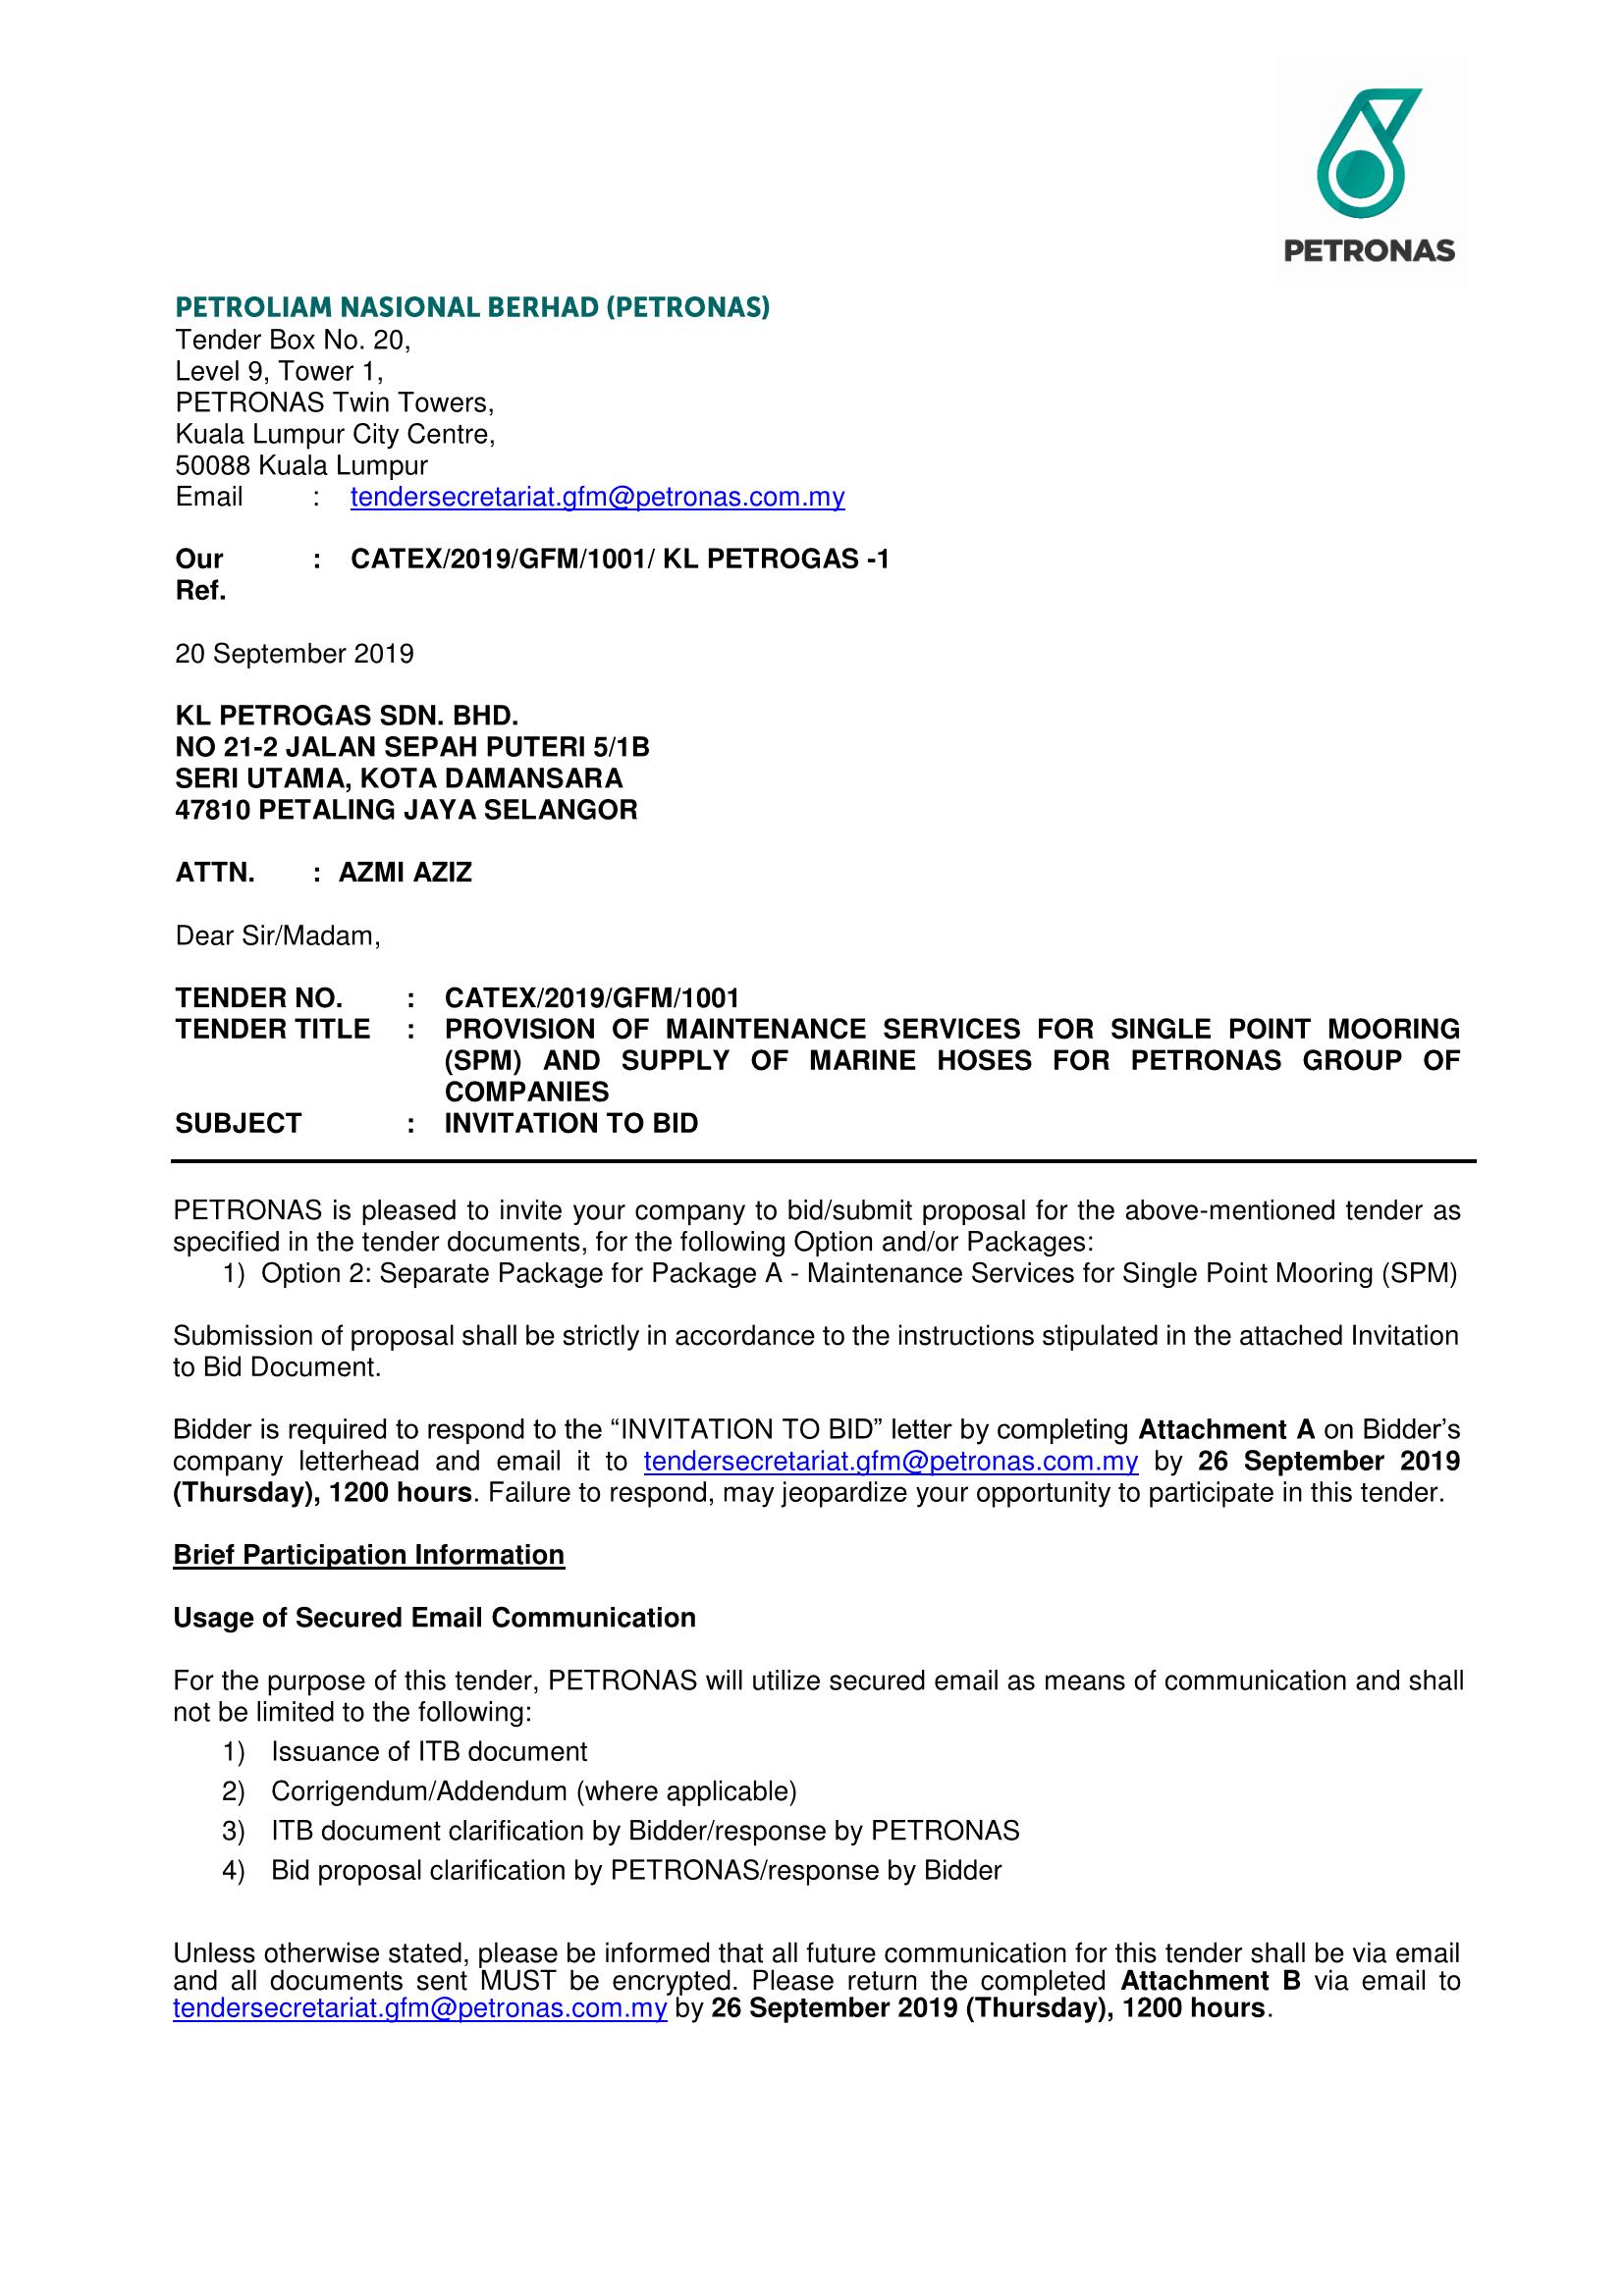 PETRONAS
PETROLIAM NASIONAL BERHAD (PETRONAS)
Tender Box No. 20,
Level 9, Tower 1,
PETRONAS Twin Towers,
Kuala Lumpur City Centre,
50088 Kuala Lumpur
Email : tendersecretariat.gfm@petronas.com.my
Our : CATEX/2019/GFM/1001/ KL PETROGAS -1
Ref.
20 September 2019
KL PETROGAS SDN. BHD.
NO 21-2 JALAN SEPAH PUTERI 5/1B
SERI UTAMA, KOTA DAMANSARA
47810 PETALING JAYA SELANGOR
ATTN. : AZMI AZIZ
Dear Sir/Madam,
TENDER NO. : CATEX/2019/GFM/1001
TENDER TITLE : PROVISION OF MAINTENANCE SERVICES FOR SINGLE POINT MOORING
(SPM) AND SUPPLY OF MARINE HOSES FOR PETRONAS GROUP OF
COMPANIES
SUBJECT : INVITATION TO BID
PETRONAS is pleased to invite your company to bid/submit proposal for the above-mentioned tender as
specified in the tender documents, for the following Option and/or Packages:
1) Option 2: Separate Package for Package A - Maintenance Services for Single Point Mooring (SPM)
Submission of proposal shall be strictly in accordance to the instructions stipulated in the attached Invitation
to Bid Document.
Bidder is required to respond to the “INVITATION TO BID” letter by completing Attachment A on Bidder’s
company letterhead and email it to tendersecretariat.gfm@petronas.com.my by 26 September 2019
(Thursday), 1200 hours. Failure to respond, may jeopardize your opportunity to participate in this tender.
Brief Participation Information
Usage of Secured Email Communication
For the purpose of this tender, PETRONAS will utilize secured email as means of communication and shall
not be limited to the following:
1) Issuance of ITB document
2) Corrigendum/Addendum (where applicable)
3) ITB document clarification by Bidder/response by PETRONAS
4) Bid proposal clarification by PETRONAS/response by Bidder
Unless otherwise stated, please be informed that all future communication for this tender shall be via email
and all documents sent MUST be encrypted. Please return the completed Attachment B via email to
tendersecretariat.gfm@petronas.com.my by 26 September 2019 (Thursday), 1200 hours.